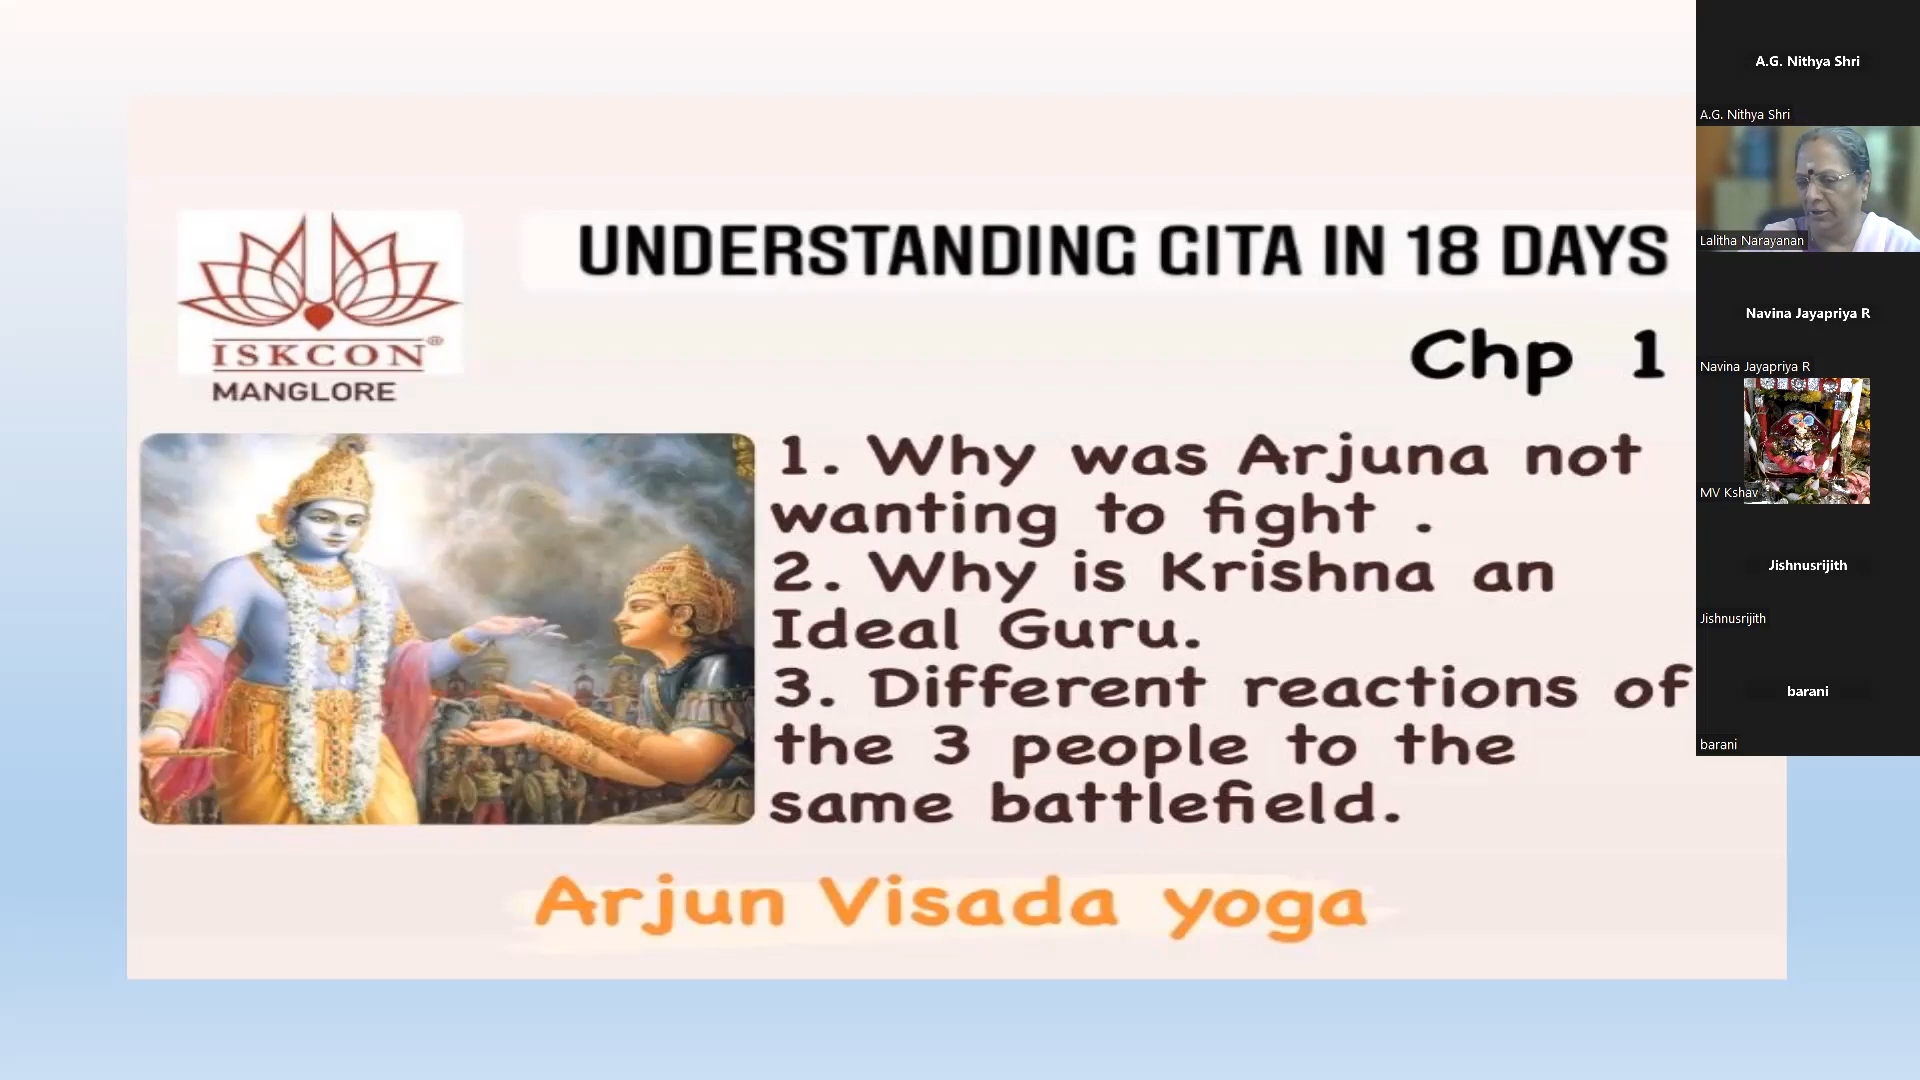 UNDERSTANDING GITA IN 18 DAYS
ISKCON®
MANGLORE
Chp 1
1. Why was Arjuna not
wanting to fight .
2. Why is Krishna an
Ideal Guru.
3. Different reactions of
the 3 people to the
same battlefield.
Arjun Visada yoga
A.G. Nithya Shri
A.G. Nithya Shri
Lalitha Narayanan
Navina Jayapriya R
Navina Jayapriya R
MV Kshav
Jishnusrijith
Jishnusrijith
barani
barani